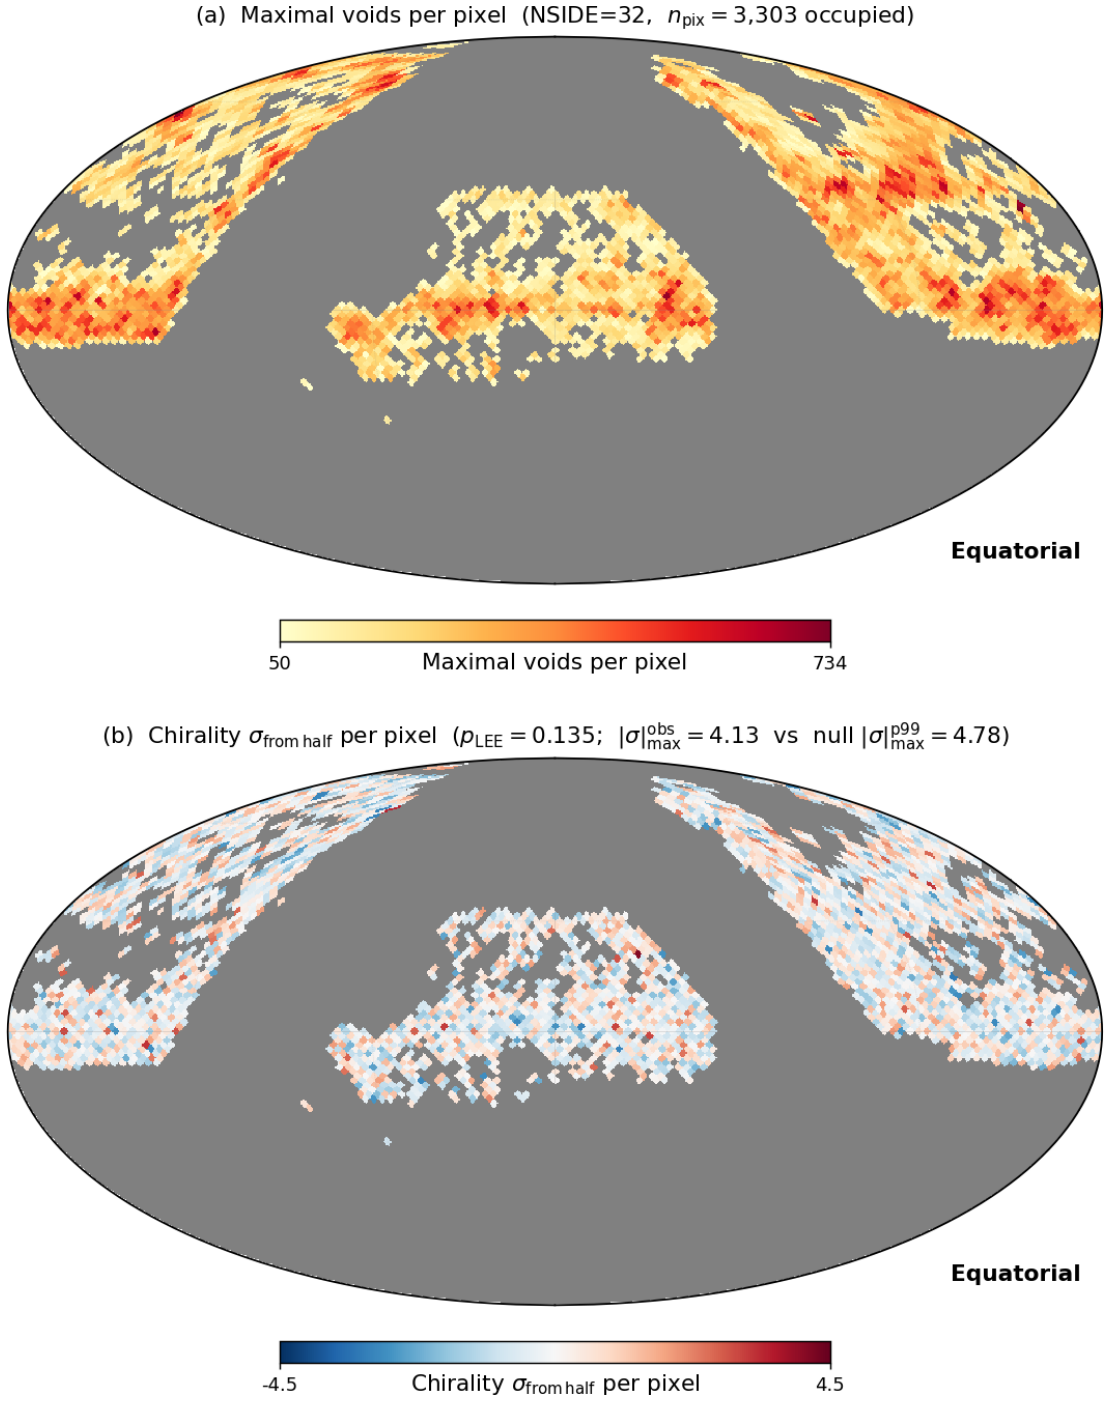 (a) Maximal voids per pixel (NSIDE=32, n_pix = 3,303 occupied)
Equatorial
50 734
Maximal voids per pixel
(b) Chirality σ_from half per pixel (p_LEE = 0.135; |σ|^obs_max = 4.13 vs null |σ|^p99_max = 4.78)
Equatorial
-4.5 4.5
Chirality σ_from half per pixel